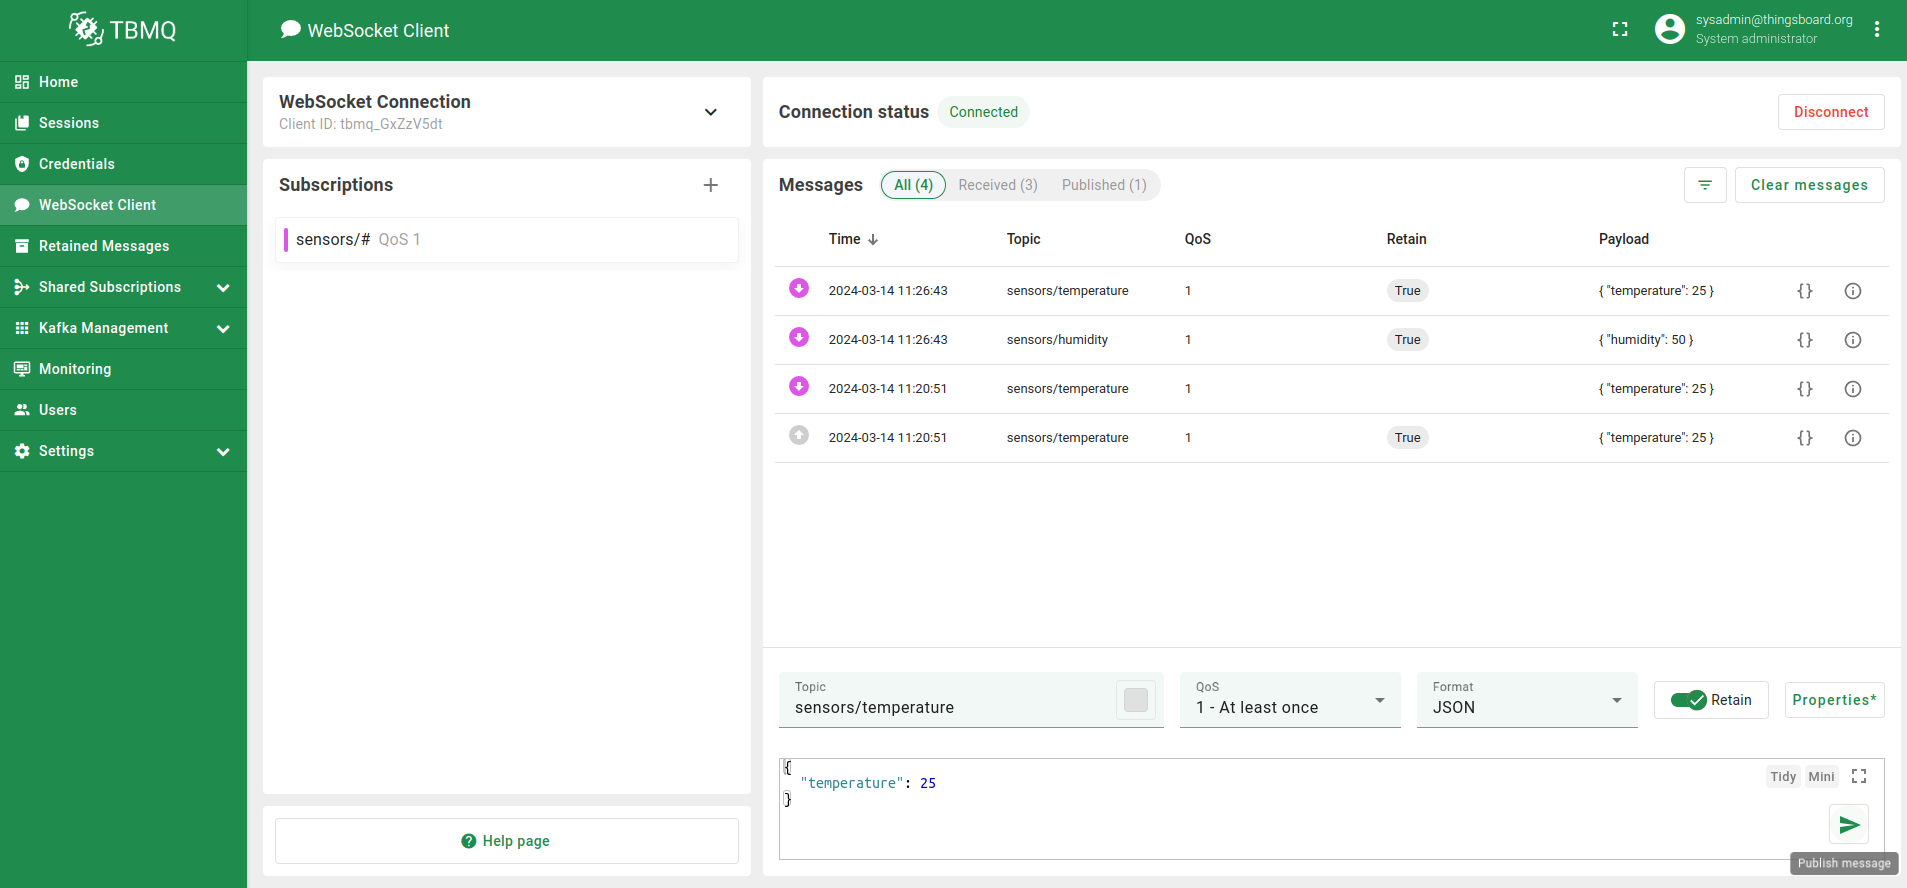 TBMQ
WebSocket Client
sysadmin@thingsboard.org
System administrator
Home
Sessions
Credentials
WebSocket Client
Retained Messages
Shared Subscriptions
Kafka Management
Monitoring
Users
Settings
WebSocket Connection
Client ID: tbmq_GxZzV5dt
Subscriptions
sensors/# QoS 1
Help page
Connection status Connected Disconnect
Messages All (4) Received (3) Published (1) Clear messages
Time Topic QoS Retain Payload
2024-03-14 11:26:43 sensors/temperature 1 True { "temperature": 25 } {}
2024-03-14 11:26:43 sensors/humidity 1 True { "humidity": 50 } {}
2024-03-14 11:20:51 sensors/temperature 1 { "temperature": 25 } {}
2024-03-14 11:20:51 sensors/temperature 1 True { "temperature": 25 } {}
Topic
sensors/temperature
QoS
1 - At least once
Format
JSON
Retain
Properties*
{
"temperature": 25
}
Tidy Mini
Publish message